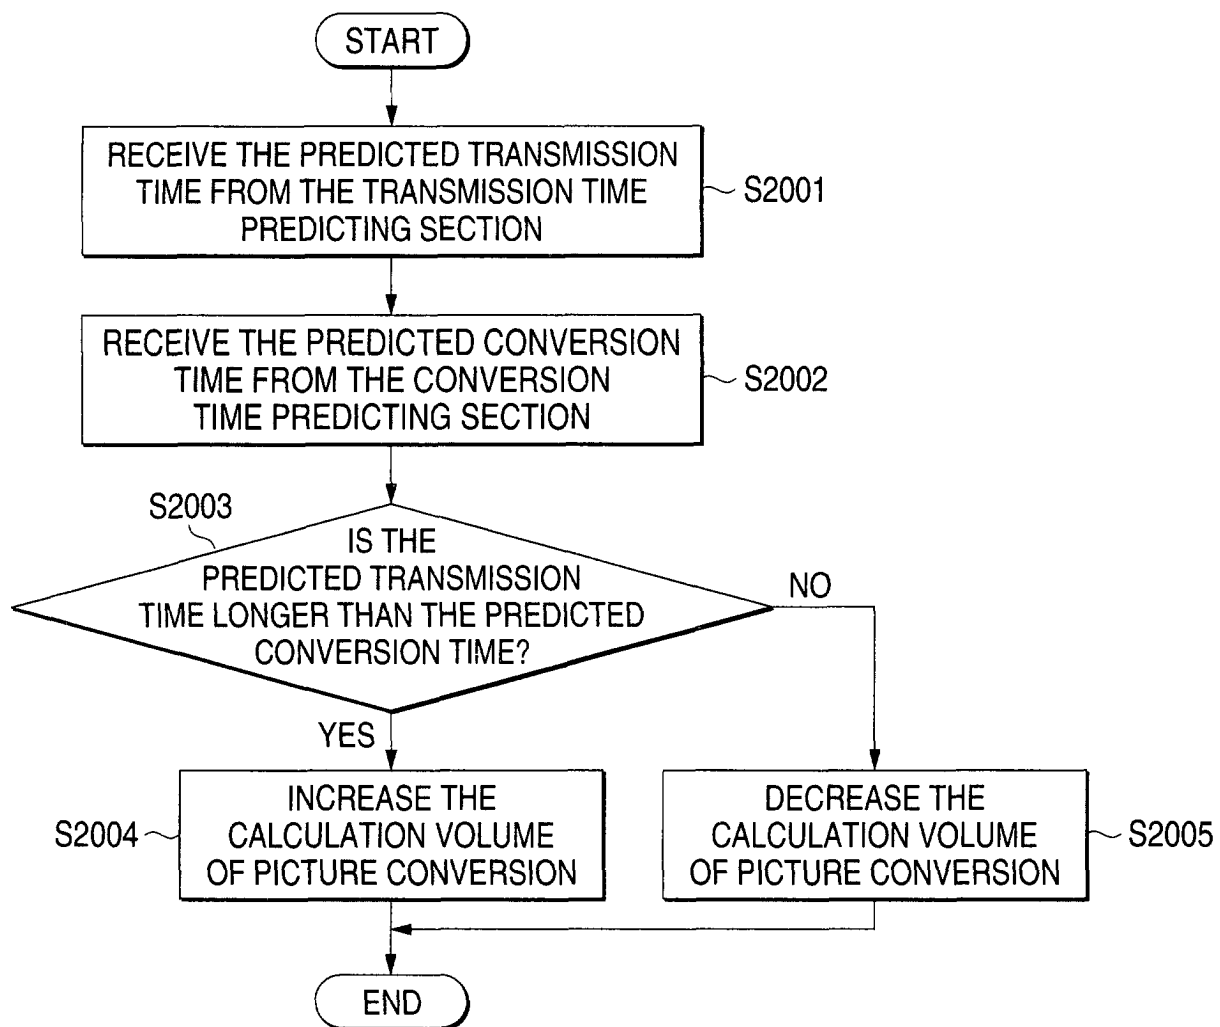 START
RECEIVE THE PREDICTED TRANSMISSION
TIME FROM THE TRANSMISSION TIME
PREDICTING SECTION
S2001
RECEIVE THE PREDICTED CONVERSION
TIME FROM THE CONVERSION
TIME PREDICTING SECTION
S2002
S2003
IS THE
PREDICTED TRANSMISSION
TIME LONGER THAN THE PREDICTED
CONVERSION TIME?
NO
YES
INCREASE THE
CALCULATION VOLUME
OF PICTURE CONVERSION
S2004
DECREASE THE
CALCULATION VOLUME
OF PICTURE CONVERSION
S2005
END